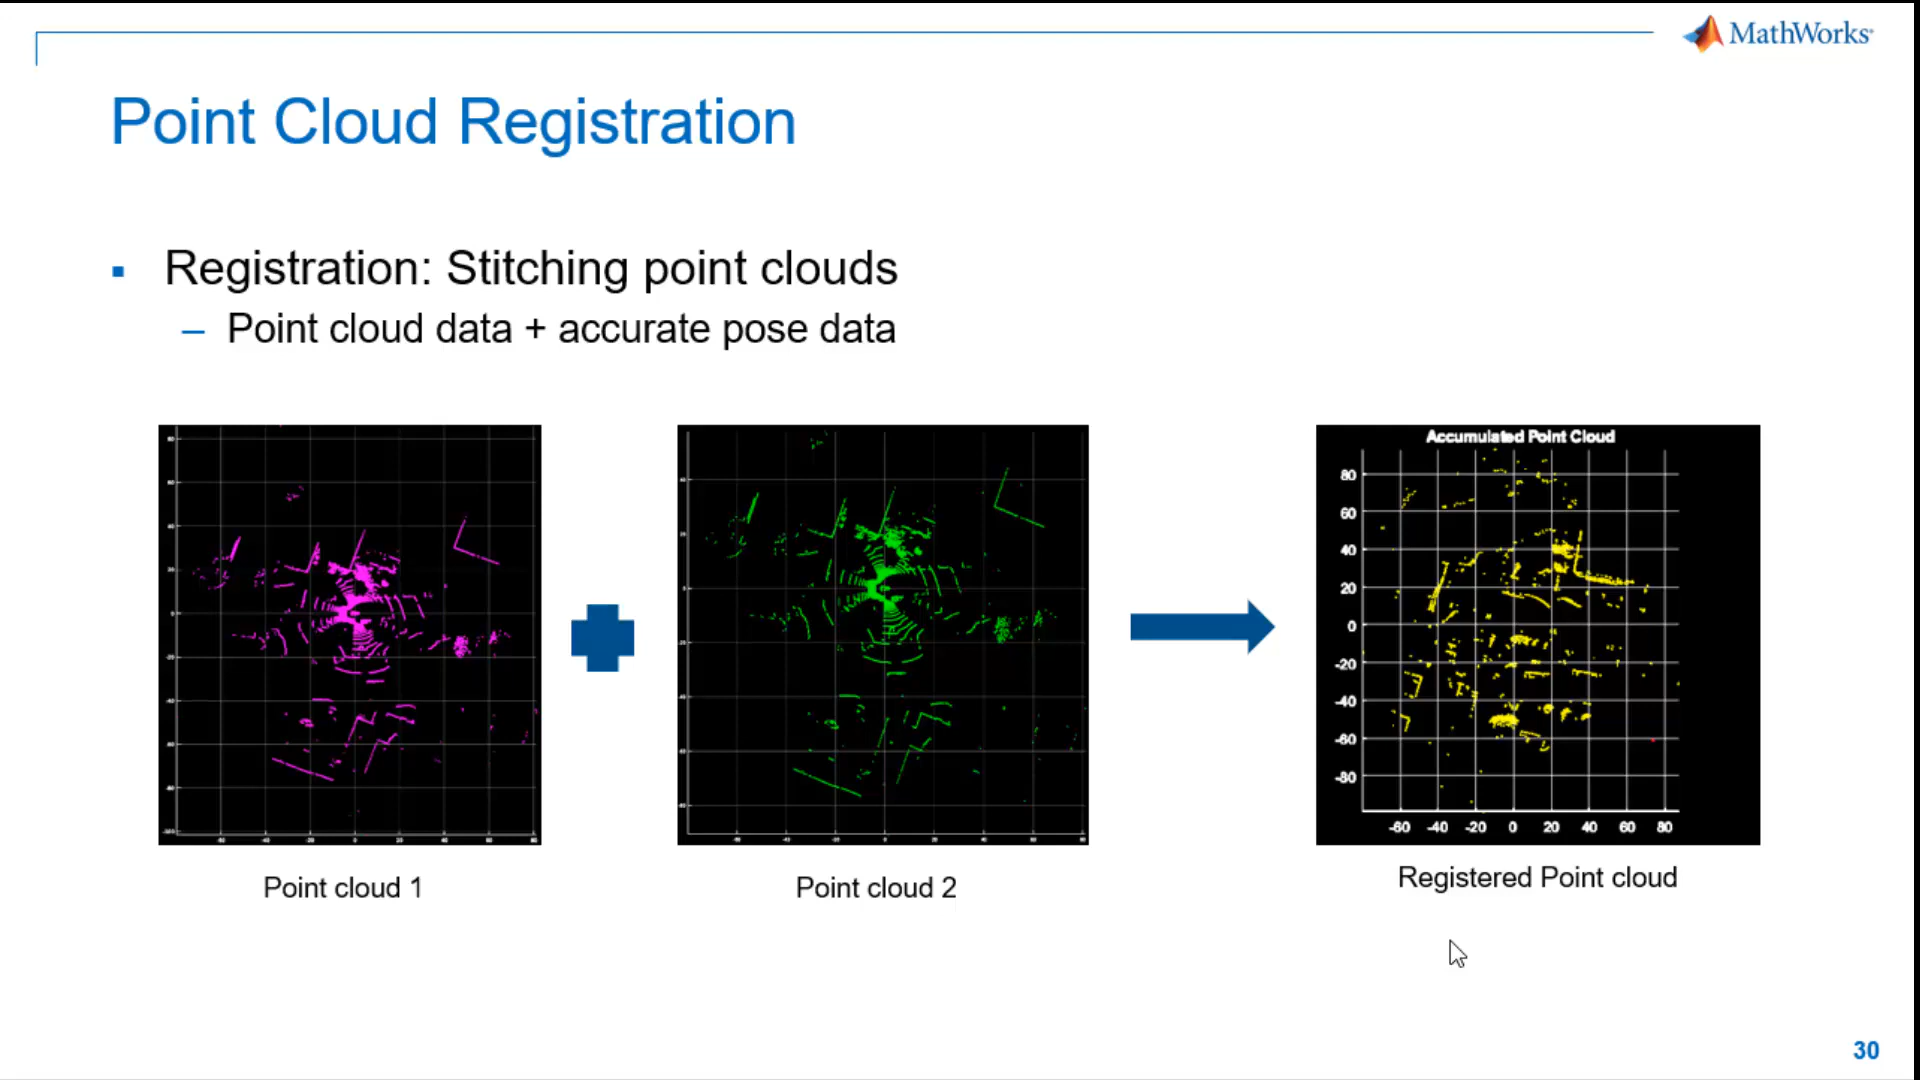 MathWorks
Point Cloud Registration
▪ Registration: Stitching point clouds
– Point cloud data + accurate pose data
Accumulated Point Cloud
80
60
40
20
0
-20
-40
-60
-80
-60 -40 -20 0 20 40 60 80
Point cloud 1
Point cloud 2
Registered Point cloud
30